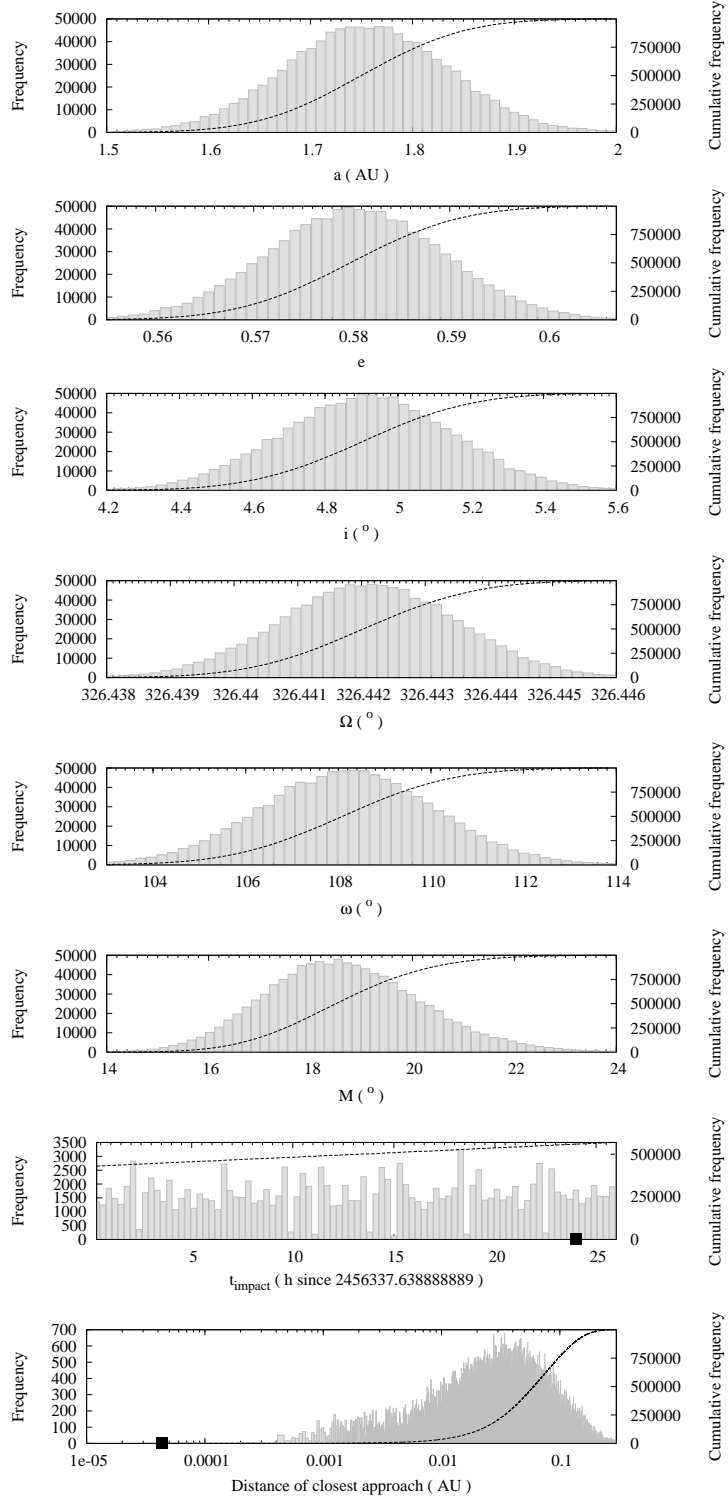 50000
40000
30000
20000
10000
0
Frequency
1.5 1.6 1.7 1.8 1.9 2
a ( AU )
750000
500000
250000
0
Cumulative frequency
50000
40000
30000
20000
10000
0
Frequency
0.56 0.57 0.58 0.59 0.6
e
750000
500000
250000
0
Cumulative frequency
50000
40000
30000
20000
10000
0
Frequency
4.2 4.4 4.6 4.8 5 5.2 5.4 5.6
i ( º )
750000
500000
250000
0
Cumulative frequency
50000
40000
30000
20000
10000
0
Frequency
326.438 326.439 326.44 326.441 326.442 326.443 326.444 326.445 326.446
Ω ( º )
750000
500000
250000
0
Cumulative frequency
50000
40000
30000
20000
10000
0
Frequency
104 106 108 110 112 114
ω ( º )
750000
500000
250000
0
Cumulative frequency
50000
40000
30000
20000
10000
0
Frequency
14 16 18 20 22 24
M ( º )
750000
500000
250000
0
Cumulative frequency
3500
3000
2500
2000
1500
1000
500
0
Frequency
5 10 15 20 25
t_impact ( h since 2456337.638888889 )
500000
250000
0
Cumulative frequency
700
600
500
400
300
200
100
0
Frequency
1e-05 0.0001 0.001 0.01 0.1
Distance of closest approach ( AU )
750000
500000
250000
0
Cumulative frequency